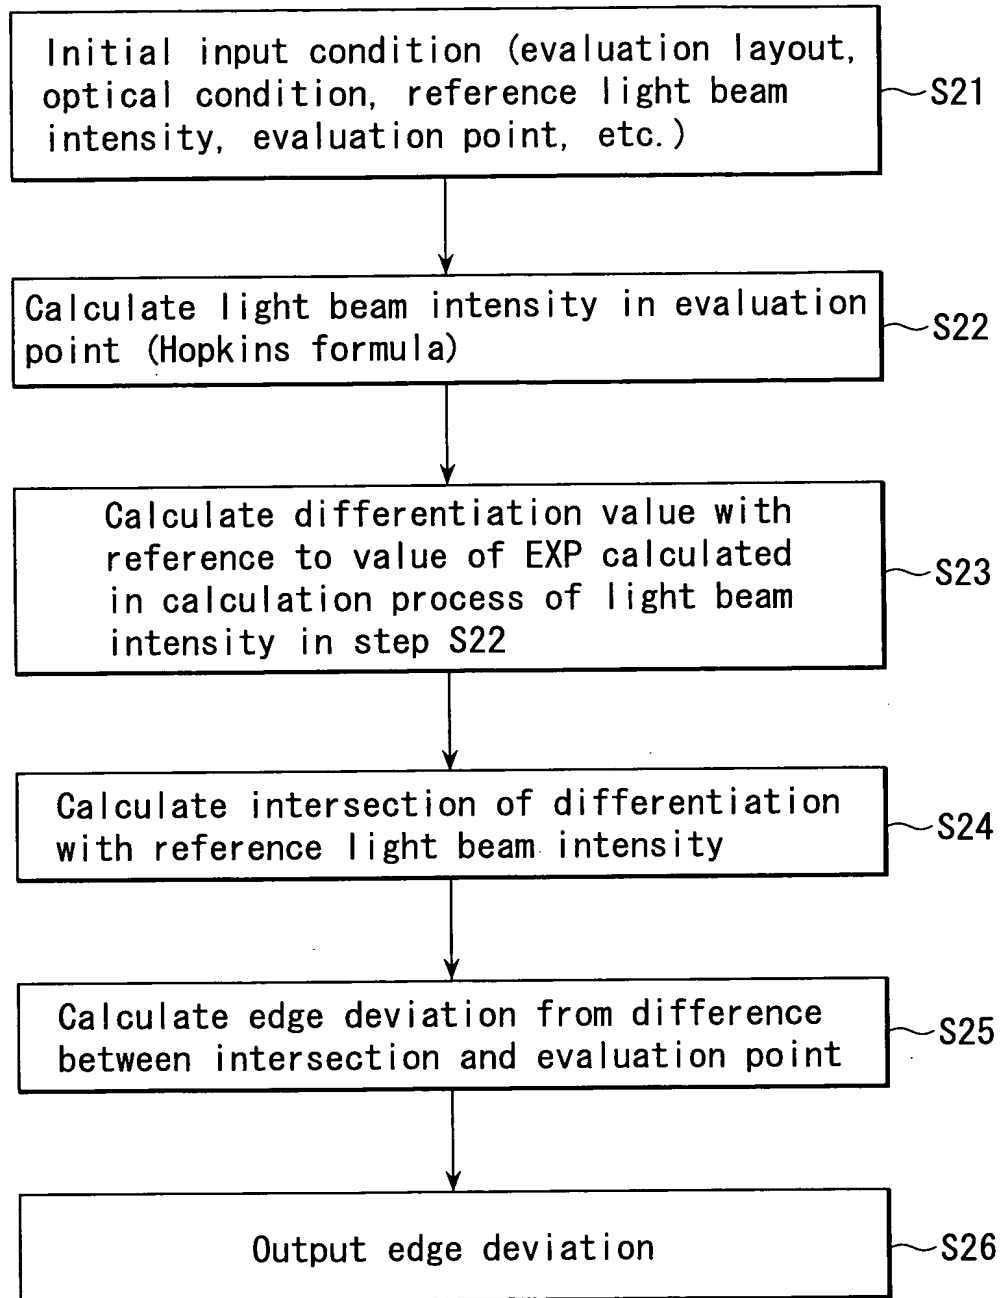 Initial input condition (evaluation layout,
optical condition, reference light beam
intensity, evaluation point, etc.)
S21
Calculate light beam intensity in evaluation
point (Hopkins formula)
S22
Calculate differentiation value with
reference to value of EXP calculated
in calculation process of light beam
intensity in step S22
S23
Calculate intersection of differentiation
with reference light beam intensity
S24
Calculate edge deviation from difference
between intersection and evaluation point
S25
Output edge deviation
S26